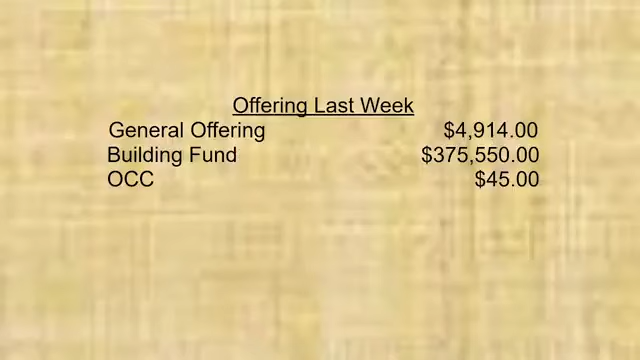 Offering Last Week
General Offering $4,914.00
Building Fund $375,550.00
OCC $45.00